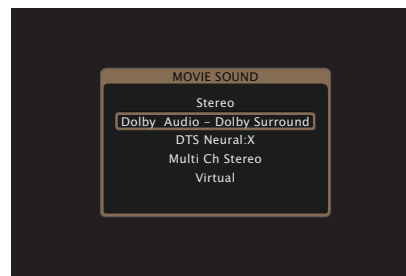 MOVIE SOUND
Stereo
Dolby Audio – Dolby Surround
DTS Neural:X
Multi Ch Stereo
Virtual